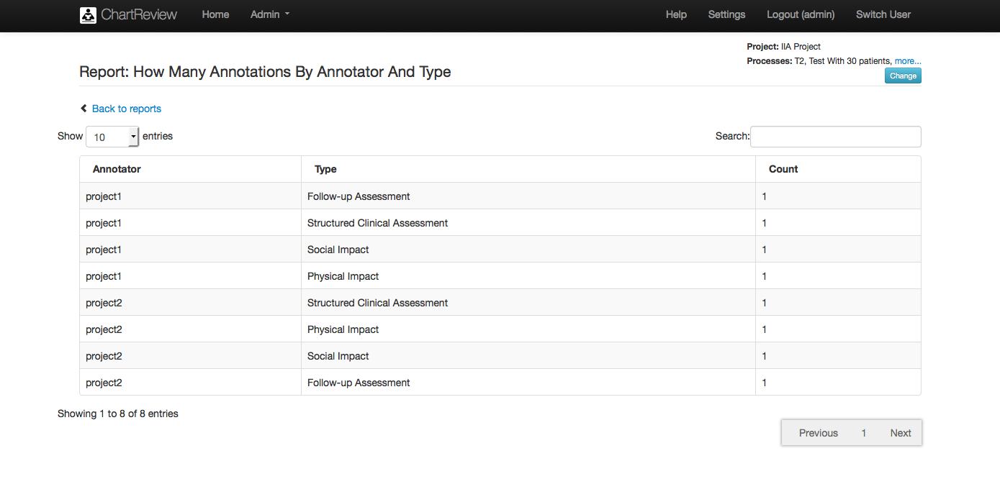 ChartReview Home Admin Help Settings Logout (admin) Switch User
Project: IIA Project
Processes: T2, Test With 30 patients, more...
Report: How Many Annotations By Annotator And Type
Change
Back to reports
Show 10 entries Search:
Annotator Type Count
project1 Follow-up Assessment 1
project1 Structured Clinical Assessment 1
project1 Social Impact 1
project1 Physical Impact 1
project2 Structured Clinical Assessment 1
project2 Physical Impact 1
project2 Social Impact 1
project2 Follow-up Assessment 1
Showing 1 to 8 of 8 entries
Previous 1 Next